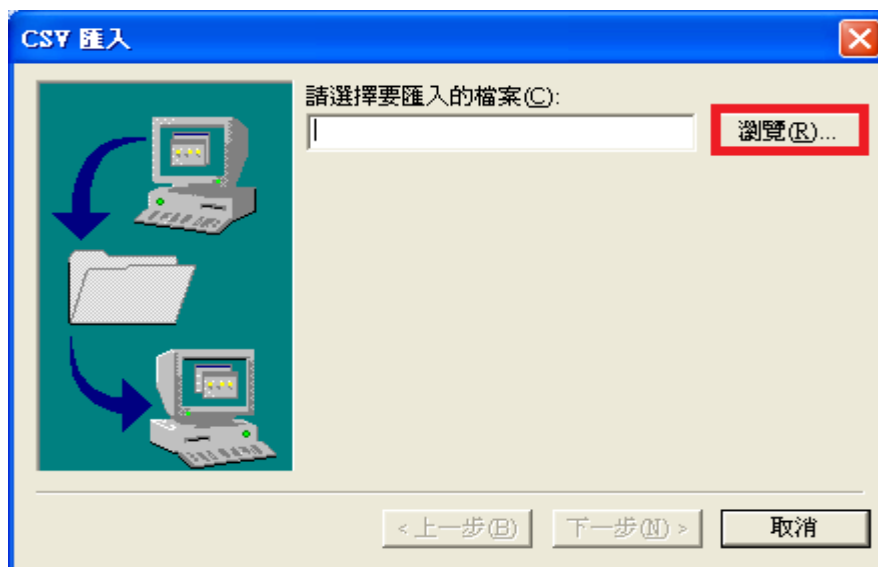 CSV 匯入
請選擇要匯入的檔案(C):
瀏覽(R)...
<上一步(B)
下一步(N) >
取消